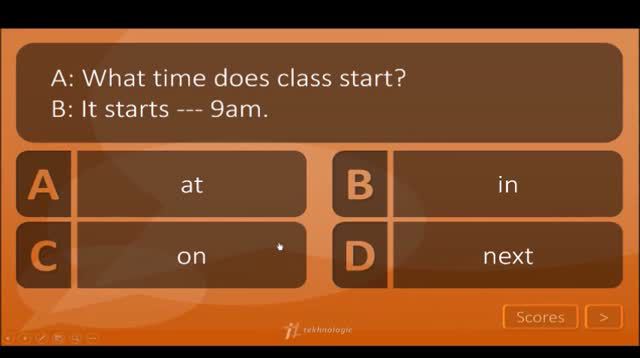 A: What time does class start?
B: It starts --- 9am.
A
at
B
in
C
on
D
next
Scores
>
tekhnologic